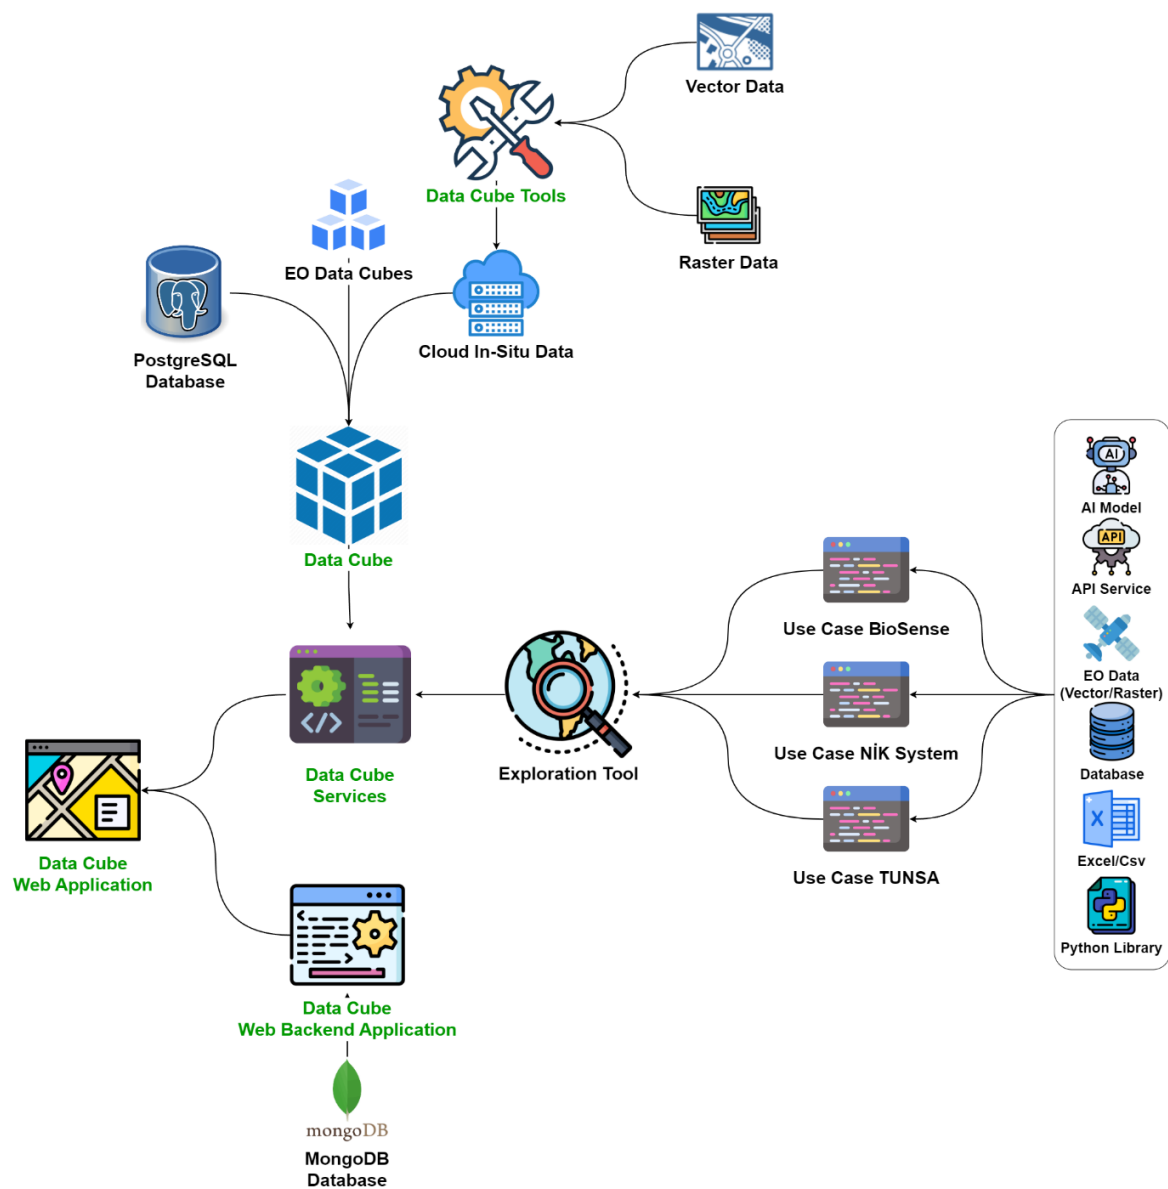 Vector Data
Data Cube Tools
Raster Data
EO Data Cubes
Cloud In-Situ Data
PostgreSQL
Database
Data Cube
AI
AI Model
API
API Service
EO Data
(Vector/Raster)
Database
X
Excel/Csv
Python Library
Use Case BioSense
Use Case NİK System
Use Case TUNSA
Exploration Tool
</>
Data Cube
Services
Data Cube
Web Application
Data Cube
Web Backend Application
mongoDB
MongoDB
Database